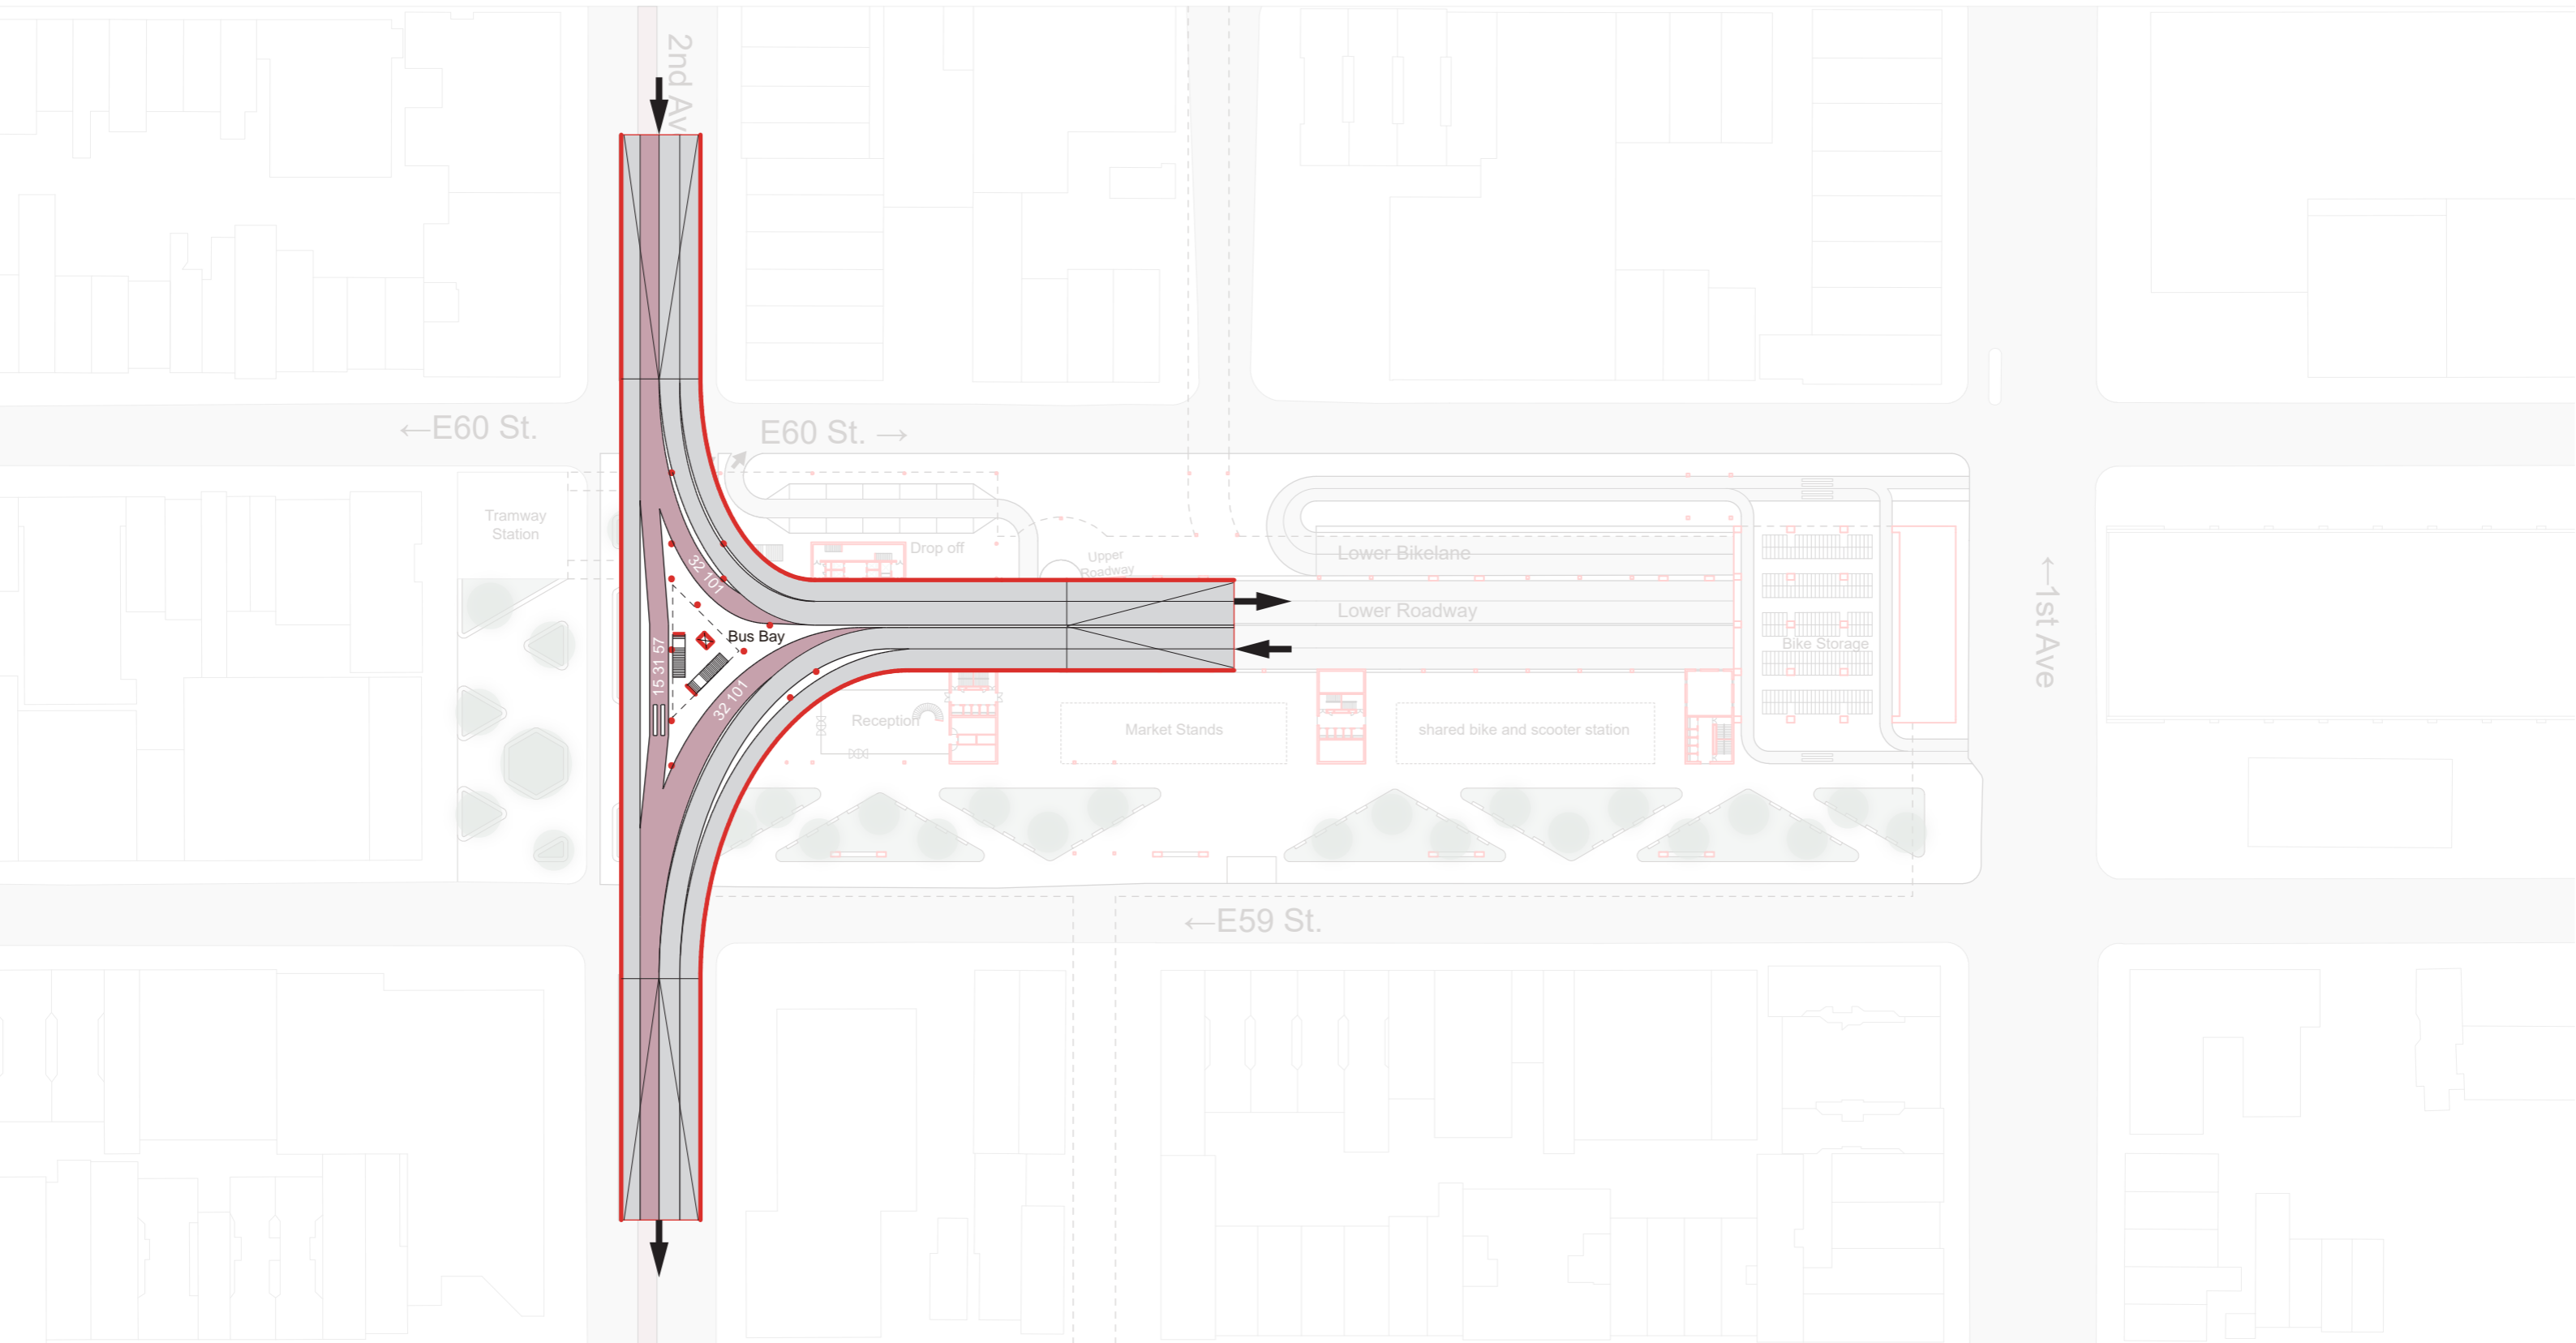 2nd Av
←E60 St.
E60 St. →
Tramway
Station
Drop off
Upper
Roadway
Lower Bikelane
Lower Roadway
Bike Storage
←1st Ave
32 101
Bus Bay
15 31 57
32 101
Reception
Market Stands
shared bike and scooter station
←E59 St.